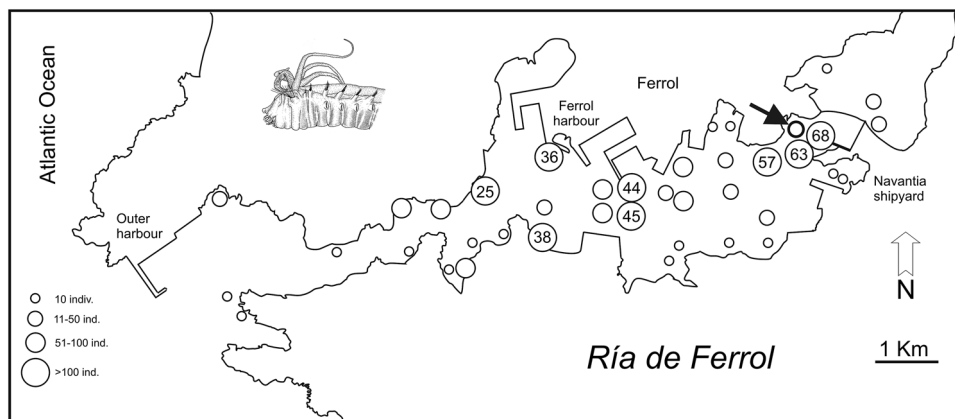 Atlantic Ocean
Ferrol
Ferrol
harbour
68
36
57
63
25
44
Navantia
shipyard
Outer
harbour
45
38
N
10 indiv.
11-50 ind.
51-100 ind.
>100 ind.
Ría de Ferrol
1 Km